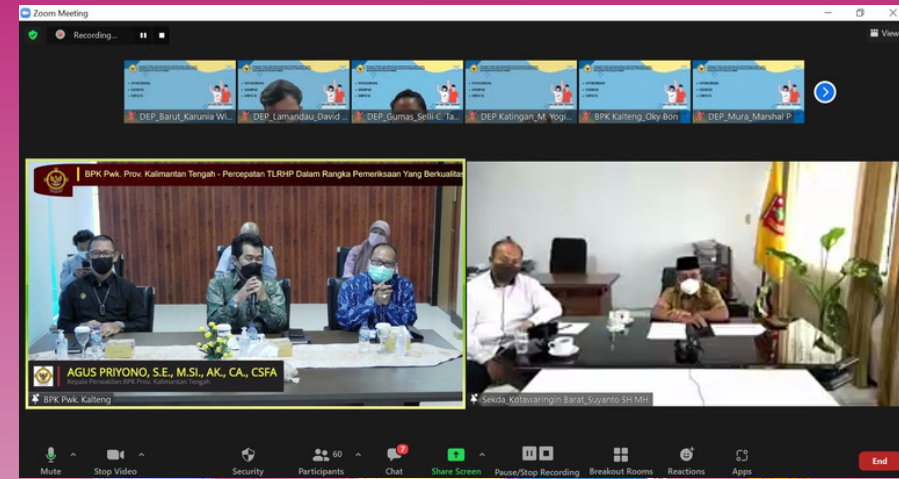 Zoom Meeting
Recording...
View
DEP_Barut_Karunia Wi...
DEP_Lamandau_David ...
DEP_Gumas_Selli C. Ta...
DEP Katingan_M. Yogi...
BPK Kalteng_Oky Bon
DEP_Mura_Marshal P
BPK Pwk. Prov. Kalimantan Tengah - Percepatan TLRHP Dalam Rangka Pemeriksaan Yang Berkualitas
AGUS PRIYONO, S.E., M.SI., AK., CA., CSFA
Kepala Perwakilan BPK Prov. Kalimantan Tengah
BPK Pwk. Kalteng
Sekda_Kotawaringin Barat_Suyanto SH MH.
Mute
Stop Video
Security
60
Participants
7
Chat
Share Screen
Pause/Stop Recording
Breakout Rooms
Reactions
Apps
End